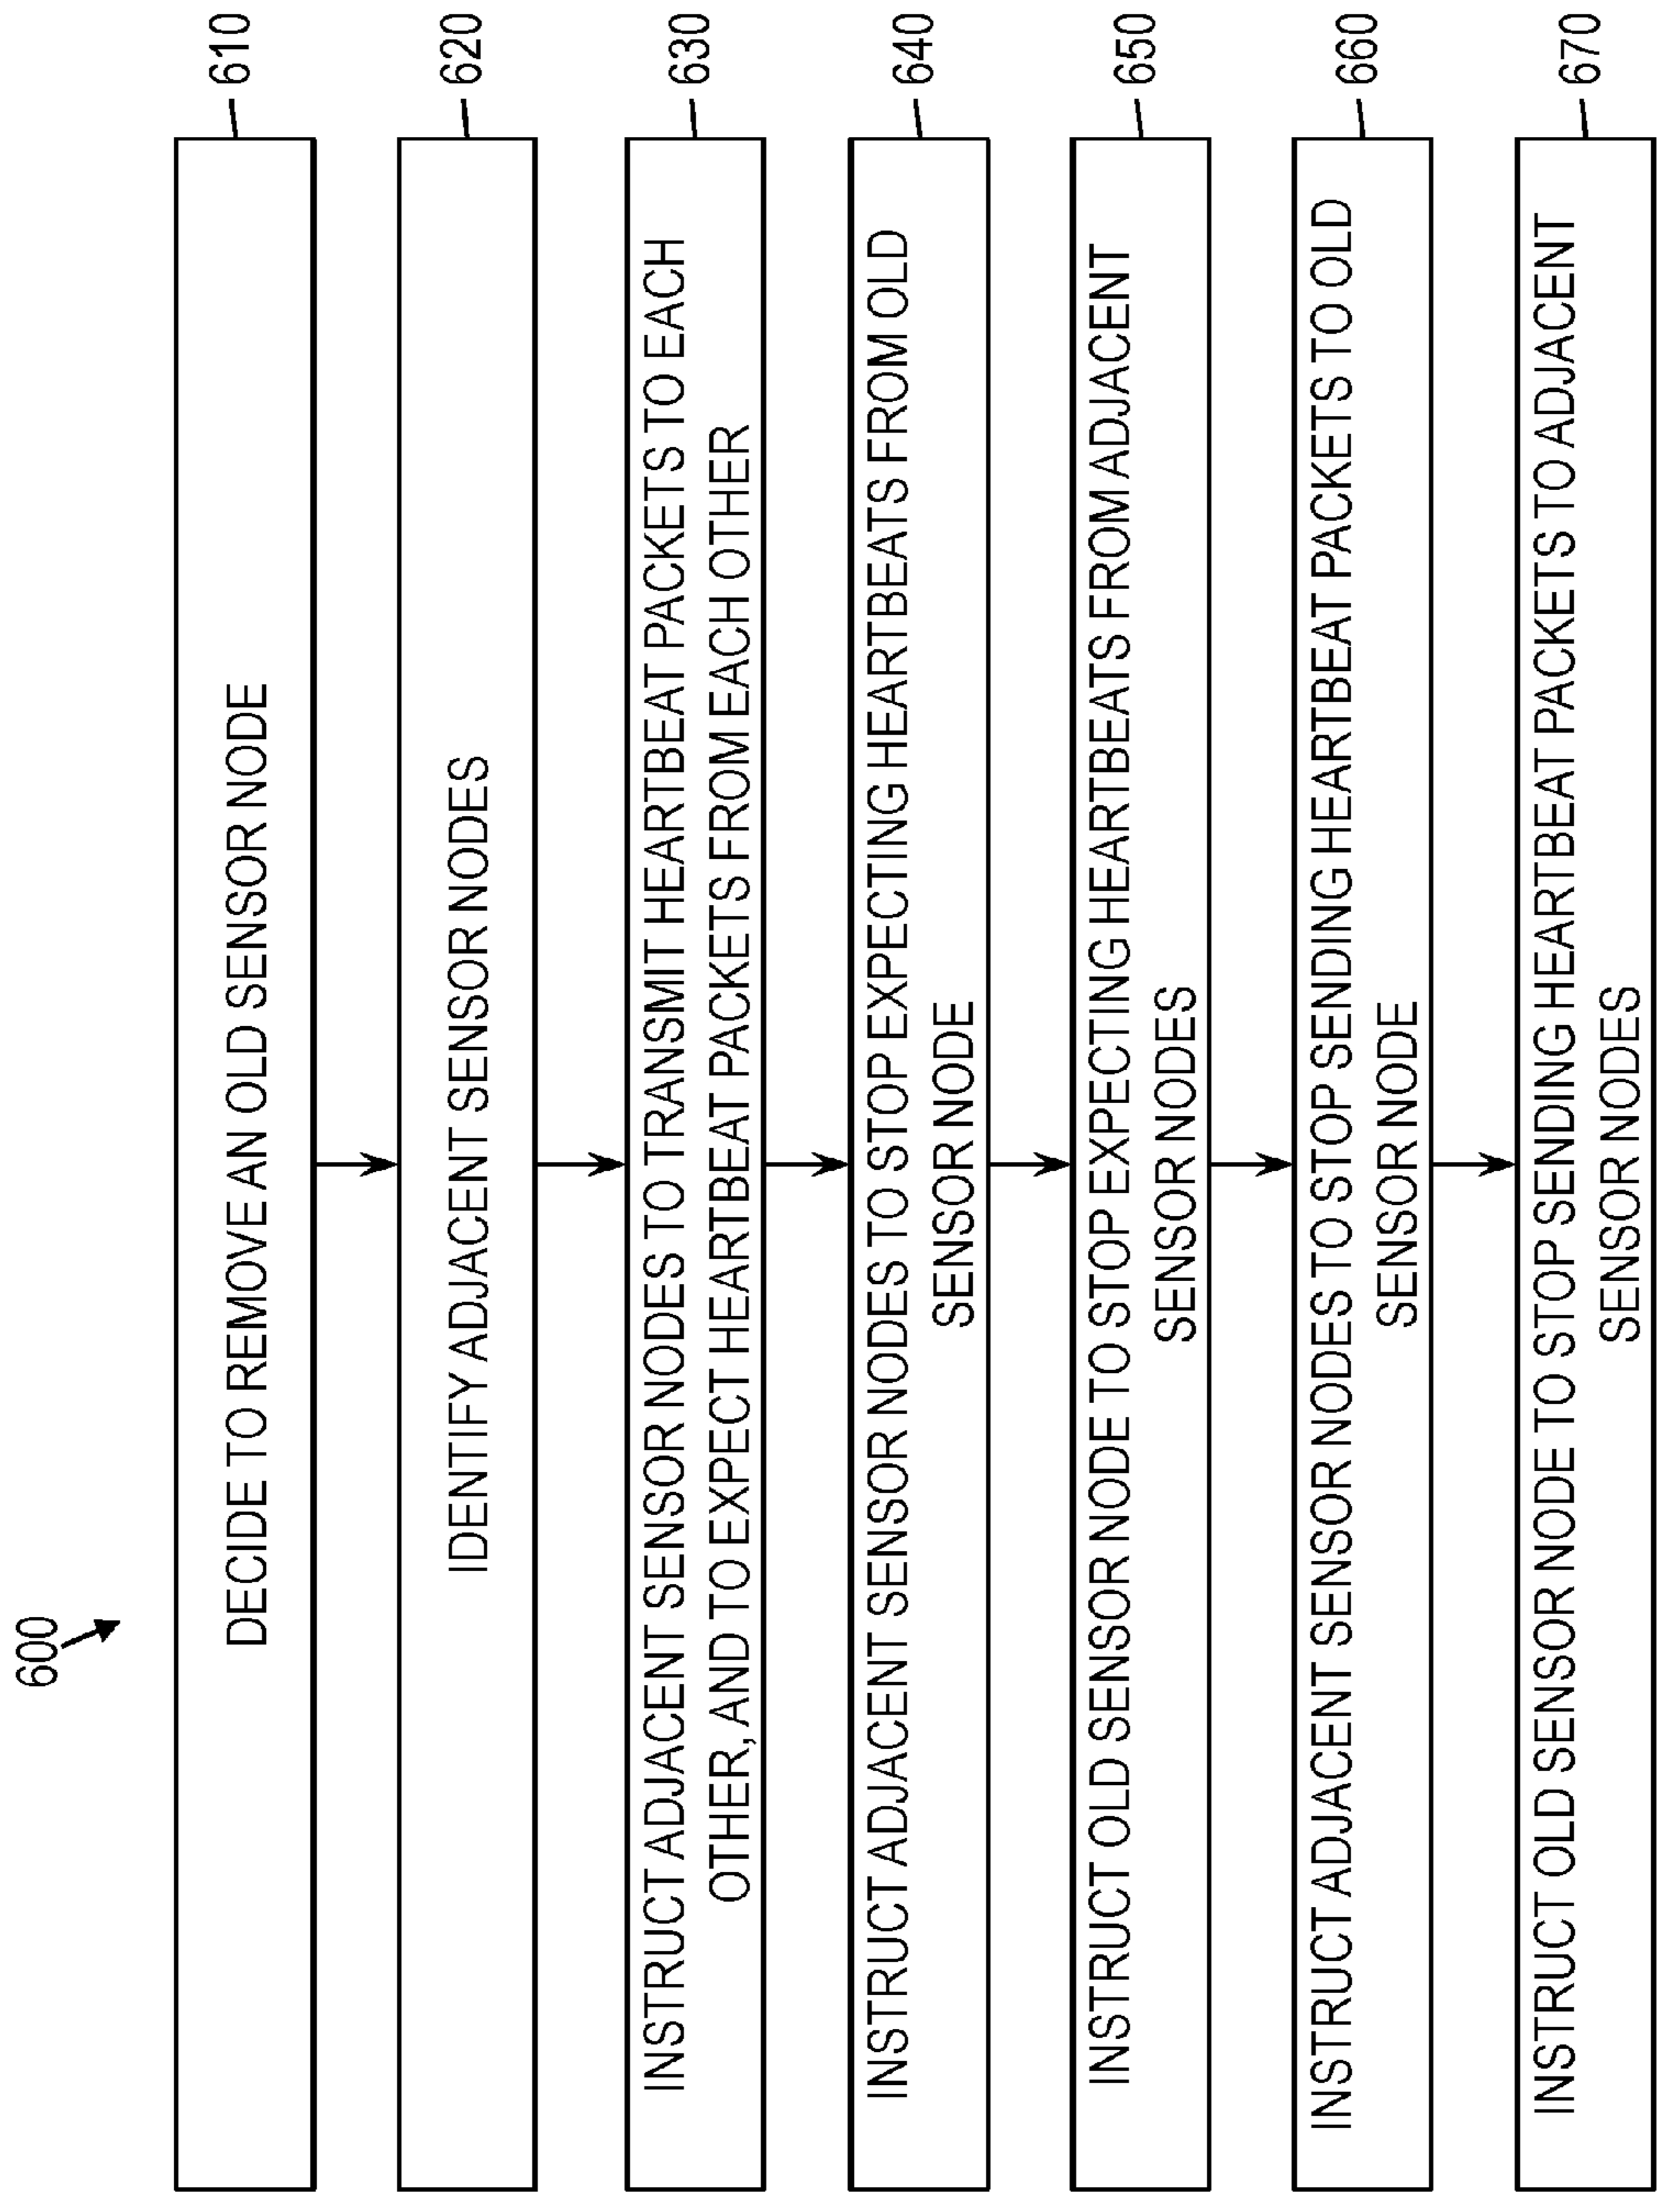 600
DECIDE TO REMOVE AN OLD SENSOR NODE
610
IDENTIFY ADJACENT SENSOR NODES
620
INSTRUCT ADJACENT SENSOR NODES TO TRANSMIT HEARTBEAT PACKETS TO EACH
OTHER, AND TO EXPECT HEARTBEAT PACKETS FROM EACH OTHER
630
INSTRUCT ADJACENT SENSOR NODES TO STOP EXPECTING HEARTBEATS FROM OLD
SENSOR NODE
640
INSTRUCT OLD SENSOR NODE TO STOP EXPECTING HEARTBEATS FROM ADJACENT
SENSOR NODES
650
INSTRUCT ADJACENT SENSOR NODES TO STOP SENDING HEARTBEAT PACKETS TO OLD
SENSOR NODE
660
INSTRUCT OLD SENSOR NODE TO STOP SENDING HEARTBEAT PACKETS TO ADJACENT
SENSOR NODES
670